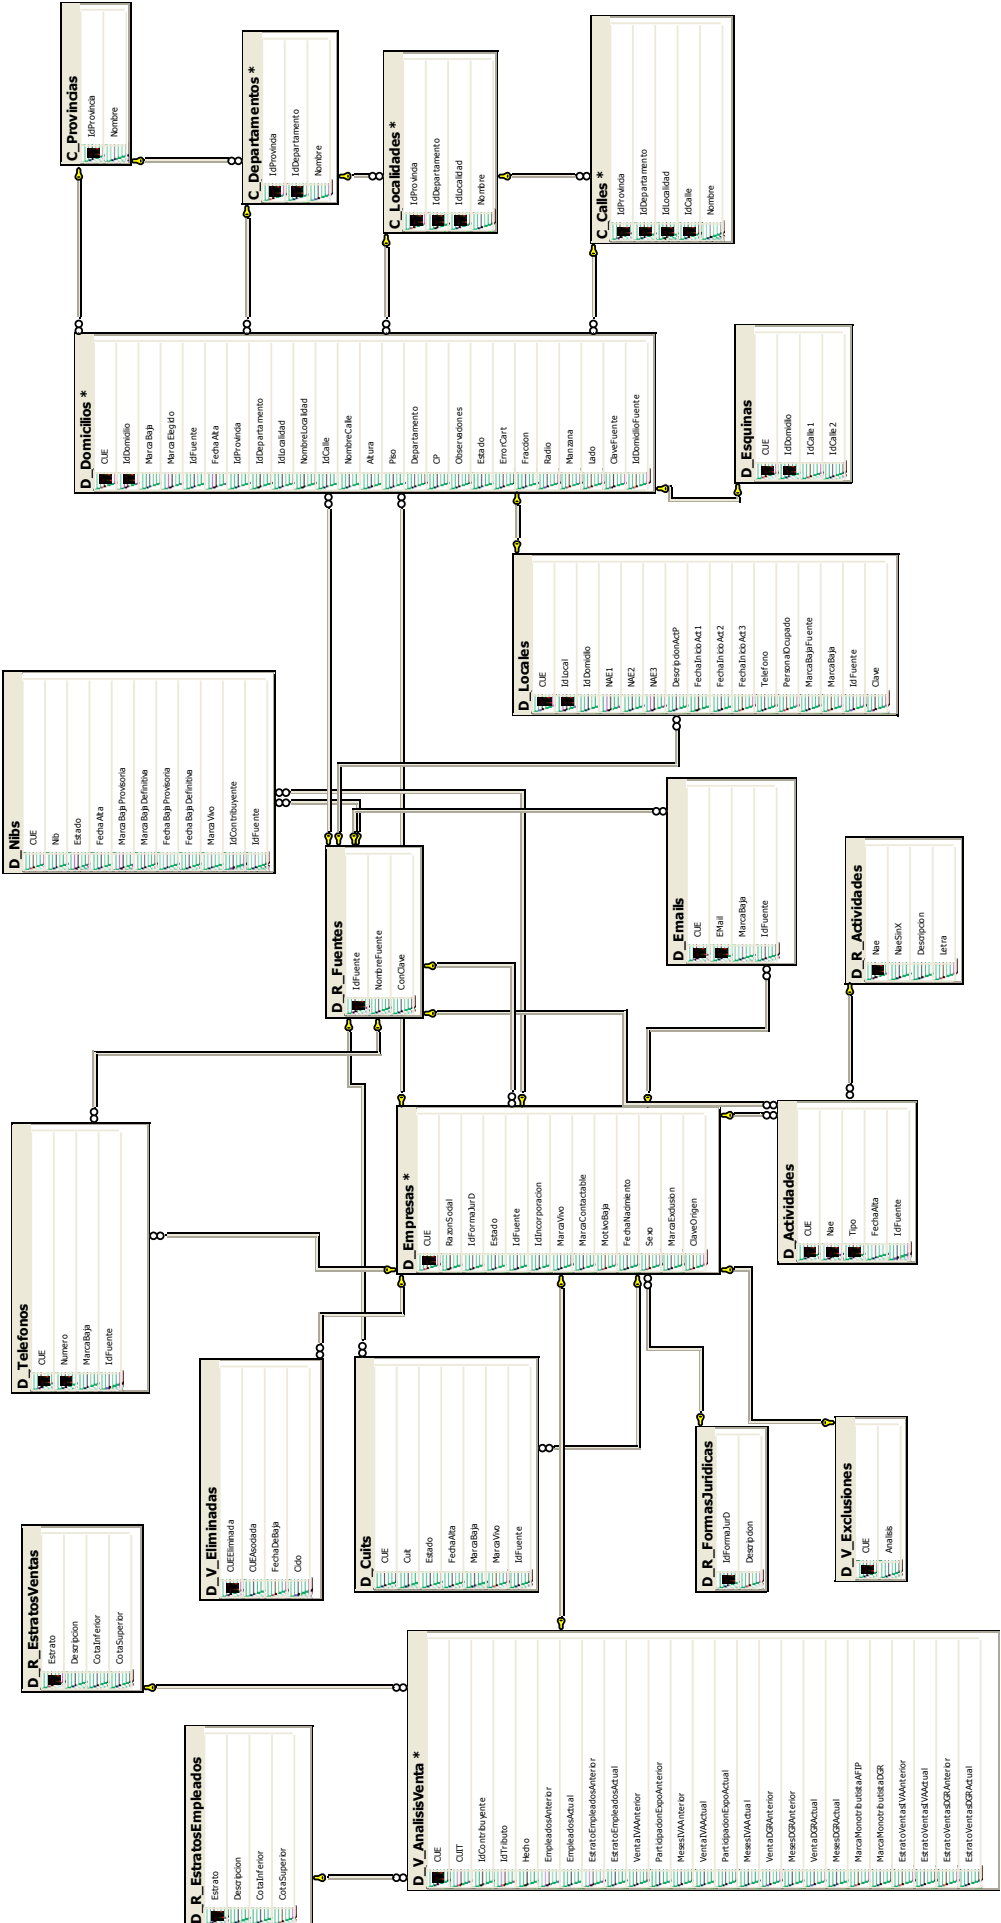 C_Provincias
IdProvincia
Nombre
C_Departamentos *
IdProvincia
IdDepartamento
Nombre
C_Localidades *
IdProvincia
IdDepartamento
IdLocalidad
Nombre
C_Calles *
IdProvincia
IdDepartamento
IdLocalidad
IdCalle
Nombre
D_Domicilios *
CUE
IdDomicilio
MarcaBaja
MarcaElegido
IdFuente
FechaAlta
IdProvincia
IdDepartamento
IdLocalidad
NombreLocalidad
IdCalle
NombreCalle
Altura
Piso
Departamento
CP
Observaciones
Estado
ErrorCart
Fraccion
Radio
Manzana
Lado
ClaveFuente
IdDomicilioFuente
D_Esquinas
CUE
IdDomicilio
IdCalle1
IdCalle2
D_Nibs
CUE
Nib
Estado
FechaAlta
MarcaBajaProvisoria
MarcaBajaDefinitiva
FechaBajaProvisoria
FechaBajaDefinitiva
MarcaVivo
IdContribuyente
IdFuente
D_Locales
CUE
IdLocal
IdDomicilio
NAE1
NAE2
NAE3
DescripcionActP
FechaInicioAct1
FechaInicioAct2
FechaInicioAct3
Telefono
PersonalOcupado
MarcaBajaFuente
MarcaBaja
IdFuente
Clave
D_R_Fuentes
IdFuente
NombreFuente
ConClave
D_Emails
CUE
EMail
MarcaBaja
IdFuente
D_R_Actividades
Nae
NaeSinX
Descripcion
Letra
D_Telefonos
CUE
Numero
MarcaBaja
IdFuente
D_Empresas *
CUE
RazonSocial
IdFormaJurD
Estado
IdFuente
IdIncorporacion
MarcaVivo
MarcaContactable
MotivoBaja
FechaNacimiento
Sexo
MarcaExclusion
ClaveOrigen
D_Actividades
CUE
Nae
Tipo
FechaAlta
IdFuente
D_V_Eliminadas
CUEEliminada
CUEAsociada
FechaDeBaja
Ciclo
D_Cuits
CUE
Cuit
Estado
FechaAlta
MarcaBaja
MarcaVivo
IdFuente
D_R_FormasJuridicas
IdFormaJurD
Descripcion
D_V_Exclusiones
CUE
Analisis
D_R_EstratosVentas
Estrato
Descripcion
CotaInferior
CotaSuperior
D_R_EstratosEmpleados
Estrato
Descripcion
CotaInferior
CotaSuperior
D_V_AnalisisVenta *
CUE
CUIT
IdContribuyente
IdTributo
Hecho
EmpleadosAnterior
EmpleadosActual
EstratoEmpleadosAnterior
EstratoEmpleadosActual
VentaIVAAnterior
ParticipacionExpoAnterior
MesesIVAAnterior
VentaIVAActual
ParticipacionExpoActual
MesesIVAActual
VentaDGRAnterior
MesesDGRAnterior
VentaDGRActual
MesesDGRActual
MarcaMonotributistaAFIP
MarcaMonotributistaDGR
EstratoVentasIVAAnterior
EstratoVentasIVAActual
EstratoVentasDGRAnterior
EstratoVentasDGRActual